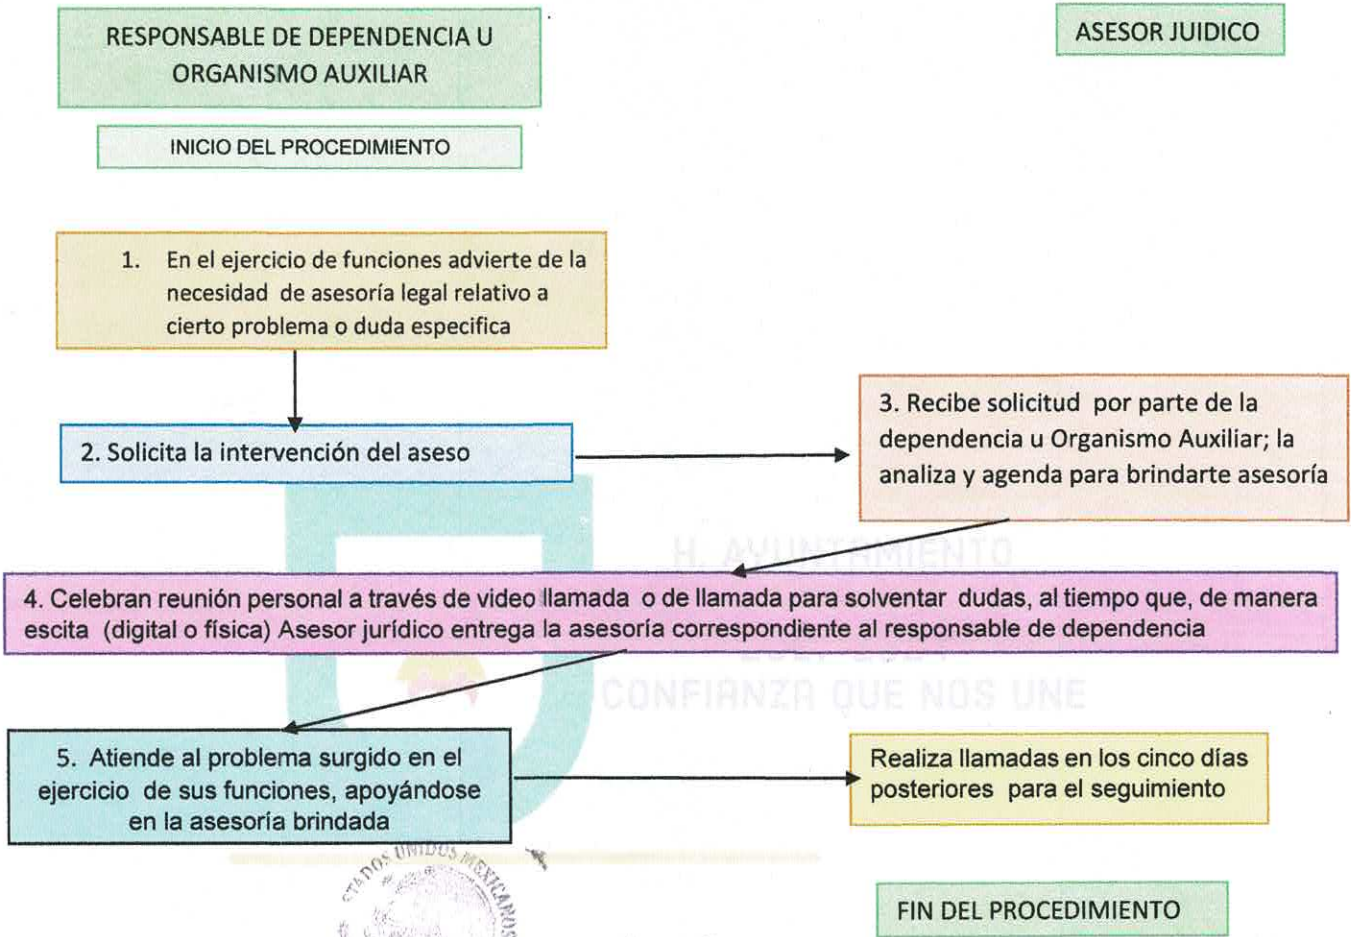 RESPONSABLE DE DEPENDENCIA U
ORGANISMO AUXILIAR
ASESOR JUIDICO
INICIO DEL PROCEDIMIENTO
1. En el ejercicio de funciones advierte de la
necesidad de asesoría legal relativo a
cierto problema o duda especifica
2. Solicita la intervención del aseso
3. Recibe solicitud por parte de la
dependencia u Organismo Auxiliar; la
analiza y agenda para brindarte asesoría
H. AYUNTAMIENTO
4. Celebran reunión personal a través de video llamada o de llamada para solventar dudas, al tiempo que, de manera
escita (digital o física) Asesor jurídico entrega la asesoría correspondiente al responsable de dependencia
CONFIANZA QUE NOS UNE
5. Atiende al problema surgido en el
ejercicio de sus funciones, apoyándose
en la asesoría brindada
Realiza llamadas en los cinco días
posteriores para el seguimiento
ESTADOS UNIDOS MEXICANOS
FIN DEL PROCEDIMIENTO